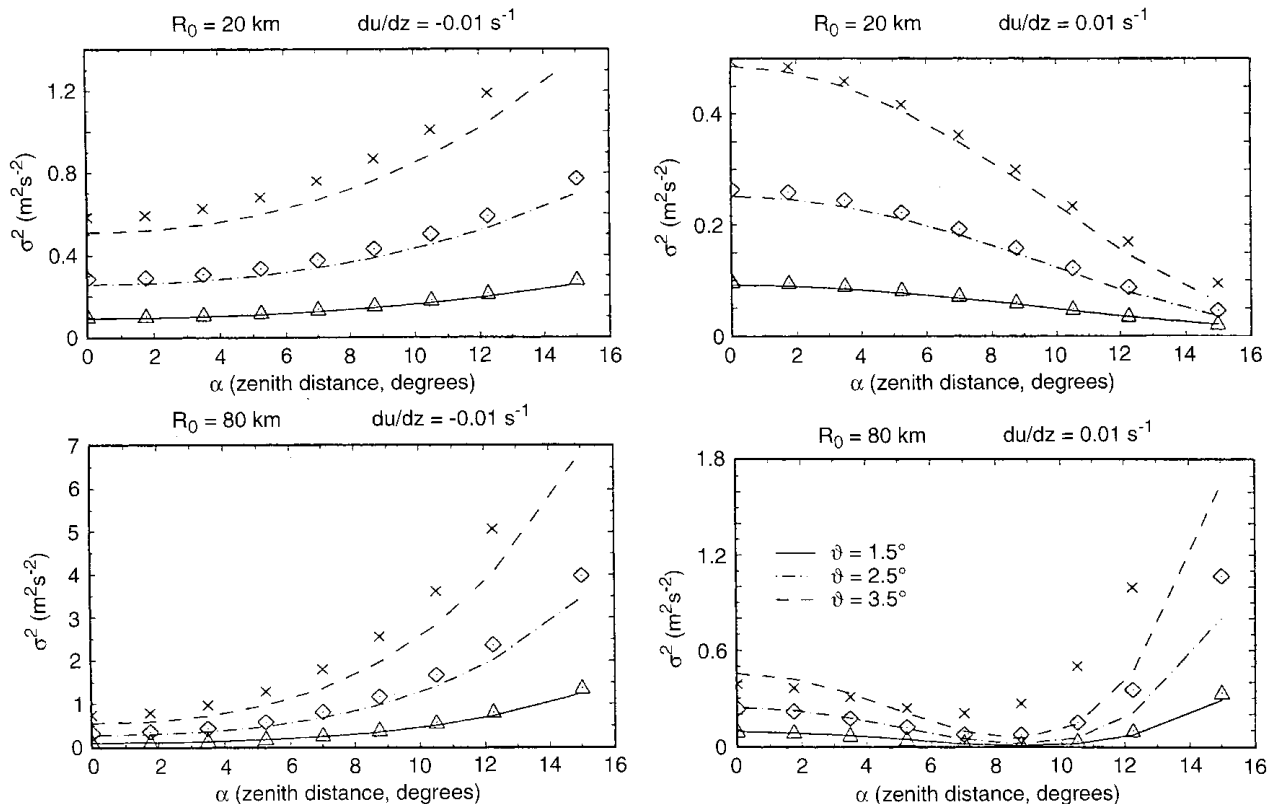 R₀ = 20 km du/dz = -0.01 s⁻¹
1.2
0.8
0.4
0
σ² (m²s⁻²)
0 2 4 6 8 10 12 14 16
α (zenith distance, degrees)
R₀ = 20 km du/dz = 0.01 s⁻¹
0.4
0.2
0
σ² (m²s⁻²)
0 2 4 6 8 10 12 14 16
α (zenith distance, degrees)
R₀ = 80 km du/dz = -0.01 s⁻¹
7
6
5
4
3
2
1
0
σ² (m²s⁻²)
0 2 4 6 8 10 12 14 16
α (zenith distance, degrees)
R₀ = 80 km du/dz = 0.01 s⁻¹
1.8
1.2
0.6
0
σ² (m²s⁻²)
ϑ = 1.5°
ϑ = 2.5°
ϑ = 3.5°
0 2 4 6 8 10 12 14 16
α (zenith distance, degrees)